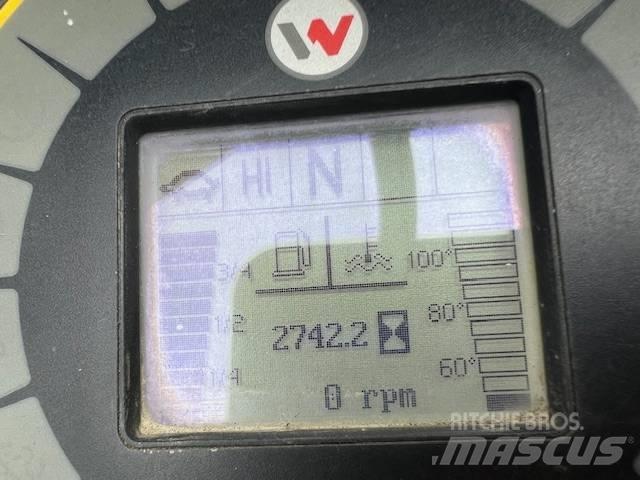 HI N
3/4 100°
2742.2
1/2 80°
1/4 60°
0 rpm
RITCHIE BROS.
MASCUS